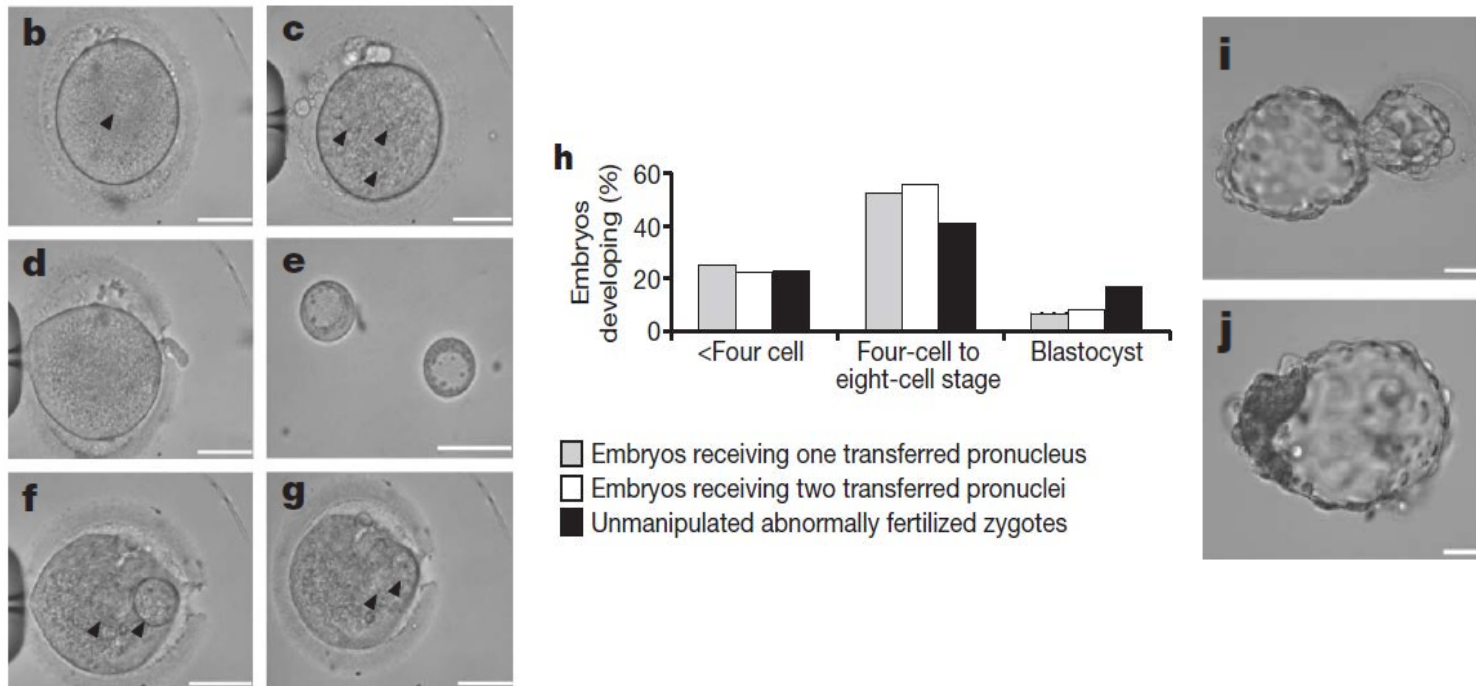 b
c
d
e
f
g
h
Embryos
developing (%)
60
40
20
0
<Four cell
Four-cell to
eight-cell stage
Blastocyst
Embryos receiving one transferred pronucleus
Embryos receiving two transferred pronuclei
Unmanipulated abnormally fertilized zygotes
i
j